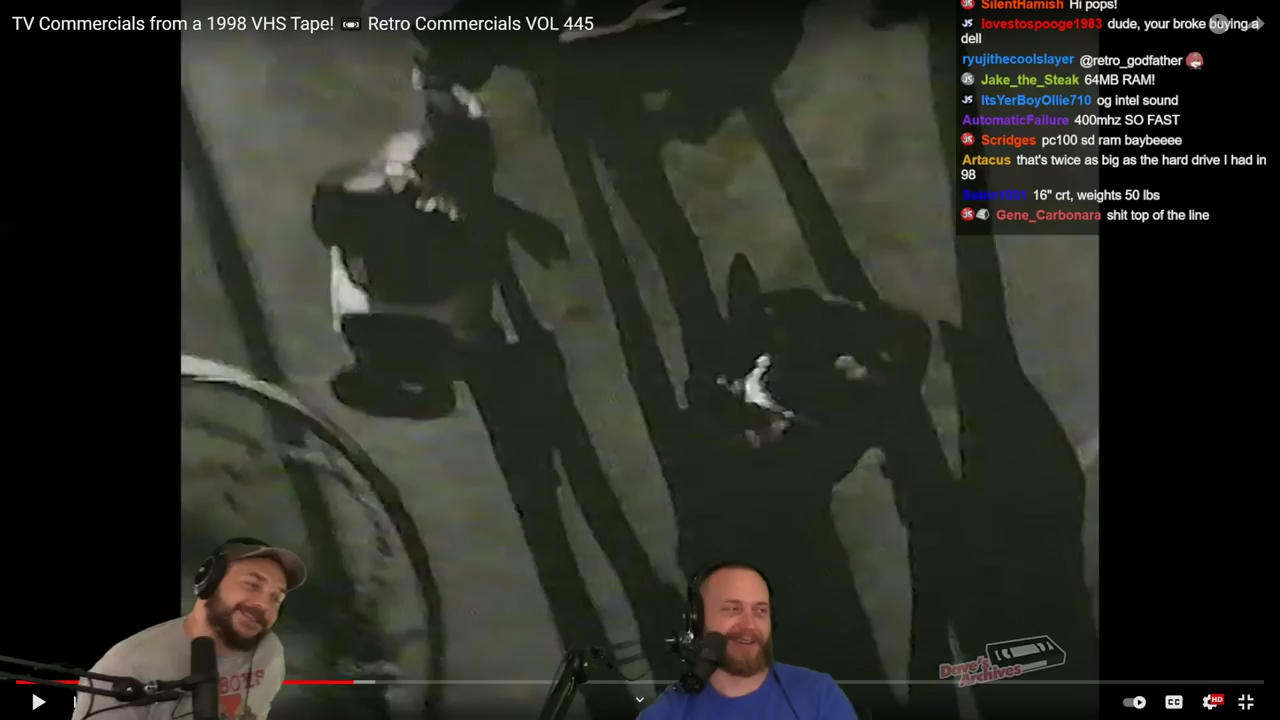 TV Commercials from a 1998 VHS Tape! 📼 Retro Commercials VOL 445
SilentHamish Hi pops!
lovestospooge1983 dude, your broke buying a
dell
ryujithecoolslayer @retro_godfather
Jake_the_Steak 64MB RAM!
ItsYerBoyOllie710 og intel sound
AutomaticFailure 400mhz SO FAST
Scridges pc100 sd ram baybeeee
Artacus that's twice as big as the hard drive I had in
98
16" crt, weights 50 lbs
Gene_Carbonara shit top of the line
Dave's
Archives
CC
HD